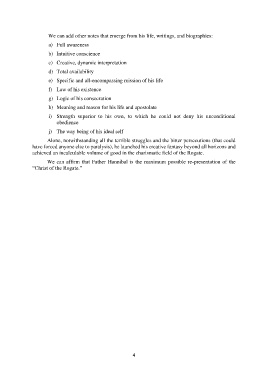 We can add other notes that emerge from his life, writings, and biographies:
a) Full awareness
b) Intuitive conscience
c) Creative, dynamic interpretation
d) Total availability
e) Specific and all-encompassing mission of his life
f) Law of his existence
g) Logic of his consecration
h) Meaning and reason for his life and apostolate
i) Strength superior to his own, to which he could not deny his unconditional
obedience
j) The very being of his ideal self
Alone, notwithstanding all the terrible struggles and the bitter persecutions (that could
have forced anyone else to paralysis), he launched his creative fantasy beyond all horizons and
achieved an incalculable volume of good in the charismatic field of the Rogate.
We can affirm that Father Hannibal is the maximum possible re-presentation of the
"Christ of the Rogate."
4